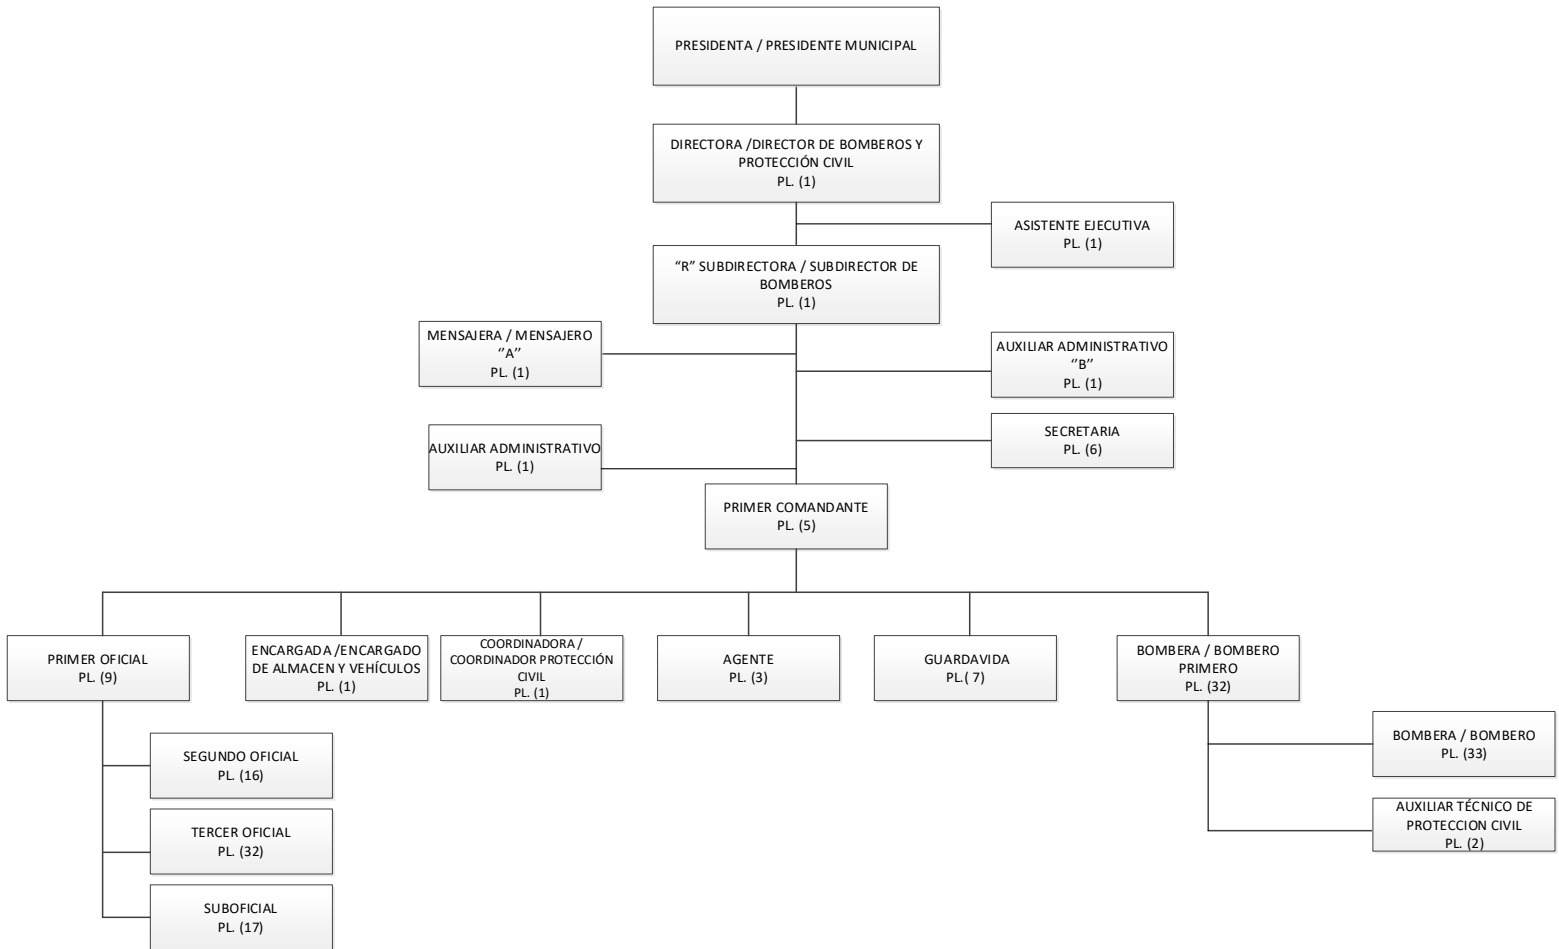 PRESIDENTA / PRESIDENTE MUNICIPAL
DIRECTORA /DIRECTOR DE BOMBEROS Y
PROTECCIÓN CIVIL
PL. (1)
ASISTENTE EJECUTIVA
PL. (1)
“R” SUBDIRECTORA / SUBDIRECTOR DE
BOMBEROS
PL. (1)
MENSAJERA / MENSAJERO
‘’A’’
PL. (1)
AUXILIAR ADMINISTRATIVO
‘’B’’
PL. (1)
SECRETARIA
PL. (6)
AUXILIAR ADMINISTRATIVO
PL. (1)
PRIMER COMANDANTE
PL. (5)
PRIMER OFICIAL
PL. (9)
ENCARGADA /ENCARGADO
DE ALMACEN Y VEHÍCULOS
PL. (1)
COORDINADORA /
COORDINADOR PROTECCIÓN
CIVIL
PL. (1)
AGENTE
PL. (3)
GUARDAVIDA
PL.( 7)
BOMBERA / BOMBERO
PRIMERO
PL. (32)
SEGUNDO OFICIAL
PL. (16)
TERCER OFICIAL
PL. (32)
SUBOFICIAL
PL. (17)
BOMBERA / BOMBERO
PL. (33)
AUXILIAR TÉCNICO DE
PROTECCION CIVIL
PL. (2)